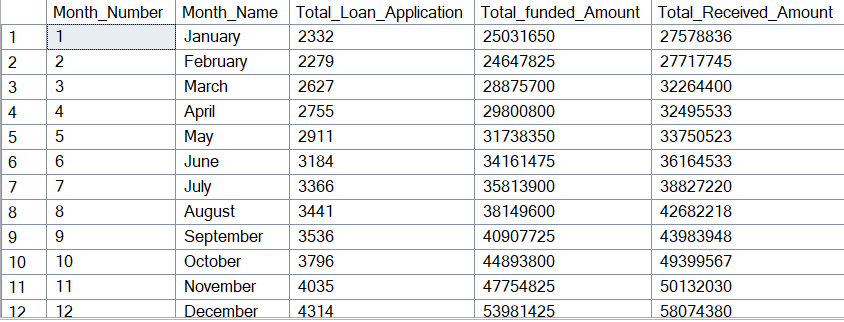 Month_Number Month_Name Total_Loan_Application Total_funded_Amount Total_Received_Amount
1 1 January 2332 25031650 27578836
2 2 February 2279 24647825 27717745
3 3 March 2627 28875700 32264400
4 4 April 2755 29800800 32495533
5 5 May 2911 31738350 33750523
6 6 June 3184 34161475 36164533
7 7 July 3366 35813900 38827220
8 8 August 3441 38149600 42682218
9 9 September 3536 40907725 43983948
10 10 October 3796 44893800 49399567
11 11 November 4035 47754825 50132030
12 12 December 4314 53981425 58074380